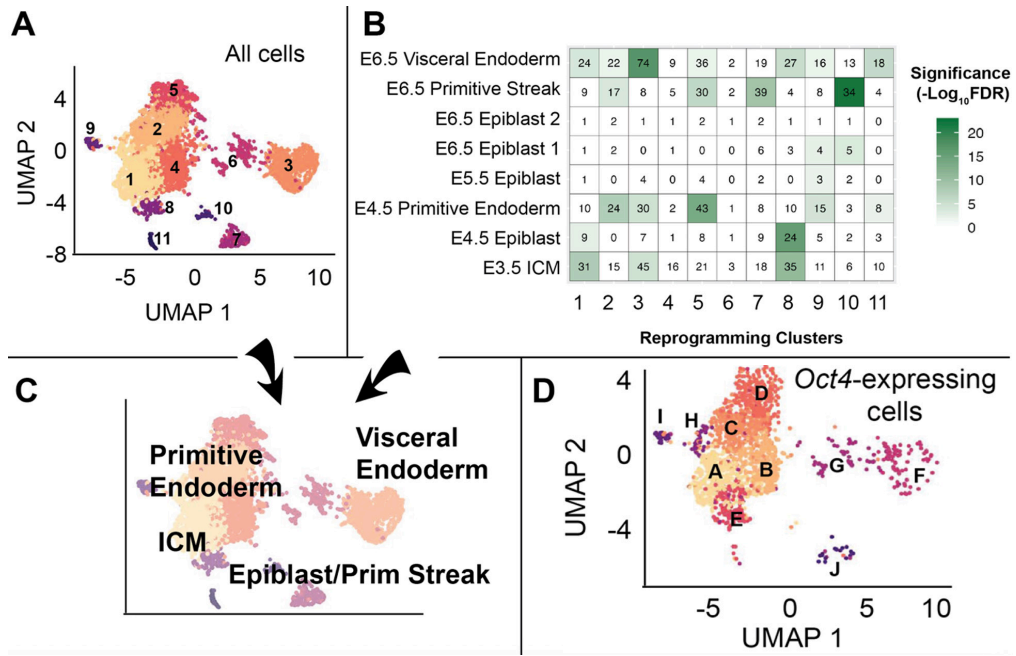 A
All cells
5
9
2
6
3
4
1
8
10
7
11
4
0
-4
-8
UMAP 2
-5 0 5 10
UMAP 1
B
E6.5 Visceral Endoderm 24 22 74 9 36 2 19 27 16 13 18
E6.5 Primitive Streak 9 17 8 5 30 7 39 4 8 34 4
E6.5 Epiblast 2 1 2 1 1 2 1 2 1 1 1 0
E6.5 Epiblast 1 1 2 0 1 0 0 6 3 4 5 0
E5.5 Epiblast 1 0 4 0 4 0 2 0 3 2 0
E4.5 Primitive Endoderm 10 24 30 2 43 1 8 10 15 3 8
E4.5 Epiblast 9 0 7 1 8 1 9 24 5 2 3
E3.5 ICM 31 15 45 16 21 3 18 35 11 6 10
1 2 3 4 5 6 7 8 9 10 11
Reprogramming Clusters
Significance
(-Log10FDR)
20
15
10
5
0
C
Primitive
Endoderm
Visceral
Endoderm
ICM
Epiblast/Prim Streak
D
Oct4-expressing
cells
I
H
D
C
A
B
G
F
E
J
4
0
-4
UMAP 2
-5 0 5 10
UMAP 1